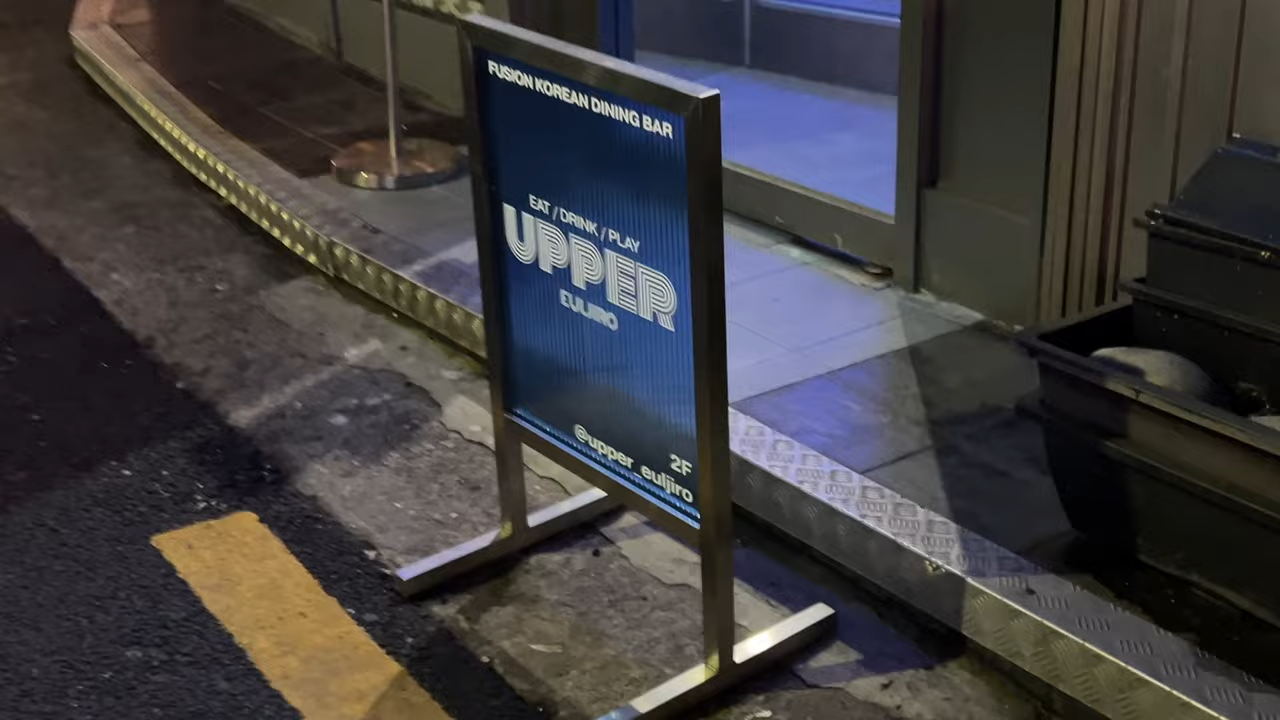 FUSION KOREAN DINING BAR
EAT / DRINK / PLAY
UPPER
EULJIRO
2F
@upper_euljiro